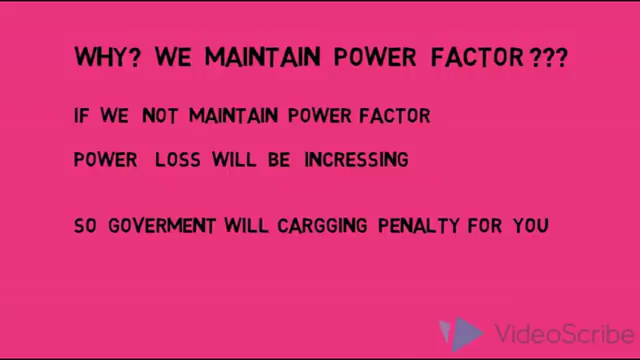 WHY? WE MAINTAIN POWER FACTOR ???
IF WE NOT MAINTAIN POWER FACTOR
POWER LOSS WILL BE INCRESSING
SO GOVERMENT WILL CARGGING PENALTY FOR YOU
VideoScribe